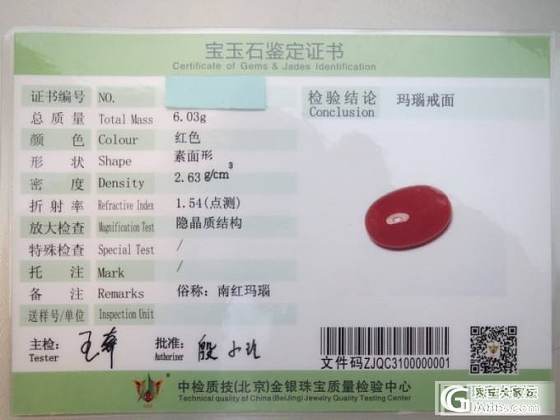 宝玉石鉴定证书
Certificate of Gems & Jades Identification
证书编号 NO.
总质量 Total Mass 6.03g
颜色 Colour 红色
形状 Shape 素面形
密度 Density 2.63 g/cm3
折射率 Refractive Index 1.54(点测)
放大检查 Magnification Test 隐晶质结构
特殊检查 Special Test /
托注 Mark /
备注 Remarks 俗称：南红玛瑙
送样号/单位 Inspection Unit
检验结论 玛瑙戒面
Conclusion
主检：
Tester
批准：
Authoriser
文件码ZJQC3100000001
中检质技(北京)金银珠宝质量检验中心
China Quality Control (BeiJing) Jewelry Quality Testing Center